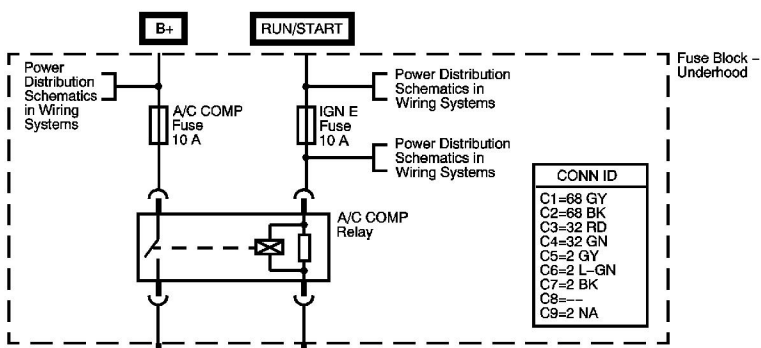 B+
RUN/START
Fuse Block –
Underhood
Power
Distribution
Schematics
in Wiring
Systems
Power Distribution
Schematics in
Wiring Systems
A/C COMP
Fuse
10 A
IGN E
Fuse
10 A
Power Distribution
Schematics in
Wiring Systems
A/C COMP
Relay
CONN ID
C1=68 GY
C2=68 BK
C3=32 RD
C4=32 GN
C5=2 GY
C6=2 L–GN
C7=2 BK
C8=––
C9=2 NA